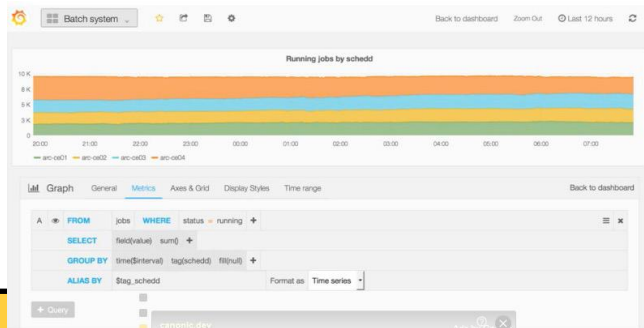 Batch system
Back to dashboard Zoom Out Last 12 hours
Running jobs by schedd
10 K
8 K
5 K
3 K
0
20:00 21:00 22:00 23:00 00:00 01:00 02:00 03:00 04:00 05:00 06:00 07:00
arc-ce01 arc-ce02 arc-ce03 arc-ce04
Graph General Metrics Axes & Grid Display Styles Time range Back to dashboard
A FROM jobs WHERE status = running +
SELECT field(value) sum() +
GROUP BY time($interval) tag(schedd) fill(null) +
ALIAS BY $tag_schedd Format as Time series
+ Query